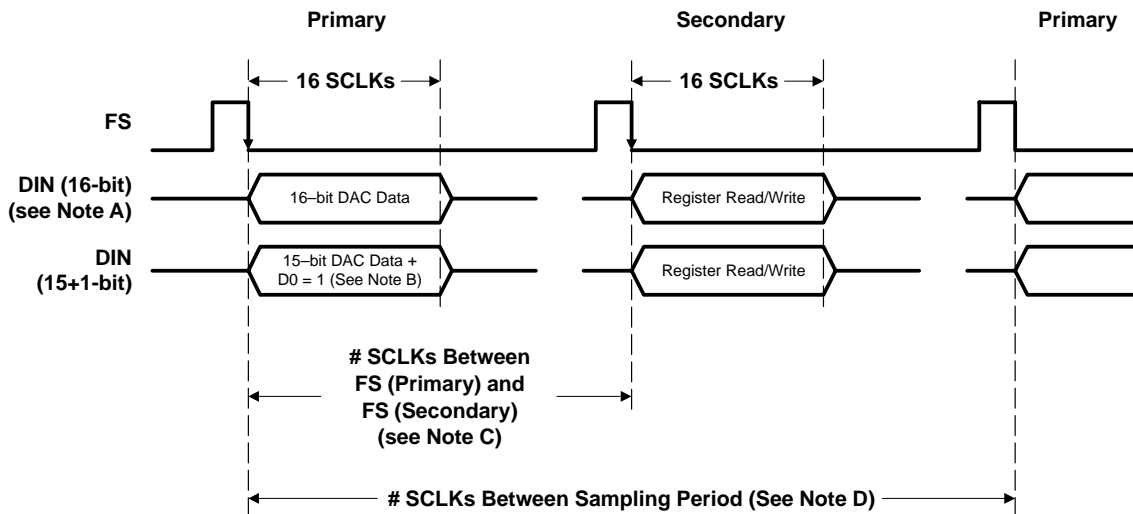 Primary
Secondary
Primary
16 SCLKs
16 SCLKs
FS
DIN (16-bit)
(see Note A)
16–bit DAC Data
Register Read/Write
DIN
(15+1-bit)
15–bit DAC Data +
D0 = 1 (See Note B)
Register Read/Write
# SCLKs Between
FS (Primary) and
FS (Secondary)
(see Note C)
# SCLKs Between Sampling Period (See Note D)